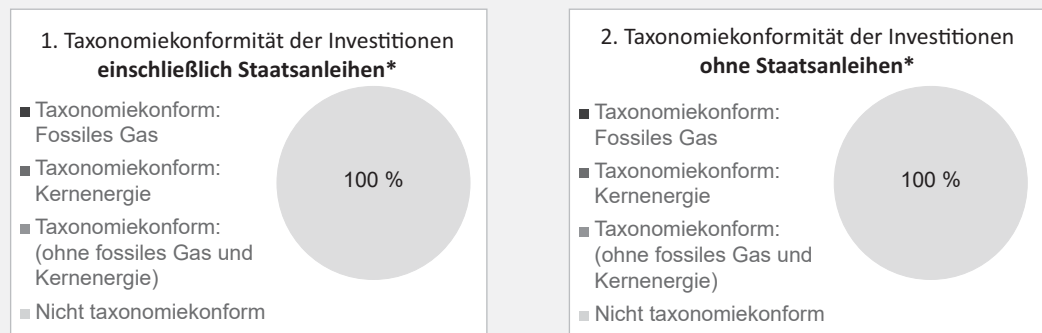 1. Taxonomiekonformität der Investitionen
einschließlich Staatsanleihen*
Taxonomiekonform:
Fossiles Gas
Taxonomiekonform:
Kernenergie
Taxonomiekonform:
(ohne fossiles Gas und
Kernenergie)
Nicht taxonomiekonform
100 %
2. Taxonomiekonformität der Investitionen
ohne Staatsanleihen*
Taxonomiekonform:
Fossiles Gas
Taxonomiekonform:
Kernenergie
Taxonomiekonform:
(ohne fossiles Gas und
Kernenergie)
Nicht taxonomiekonform
100 %